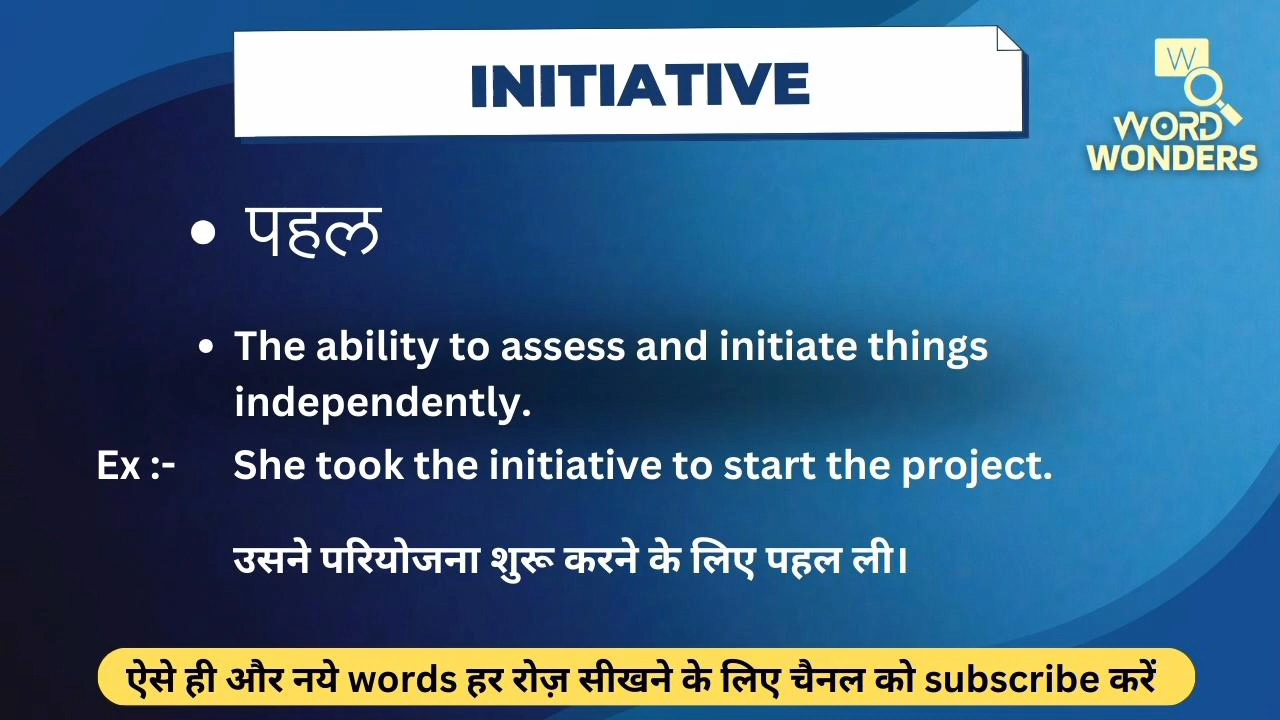 INITIATIVE
W
WORD
WONDERS
• पहल
• The ability to assess and initiate things
independently.
Ex :- She took the initiative to start the project.
उसने परियोजना शुरू करने के लिए पहल ली।
ऐसे ही और नये words हर रोज़ सीखने के लिए चैनल को subscribe करें